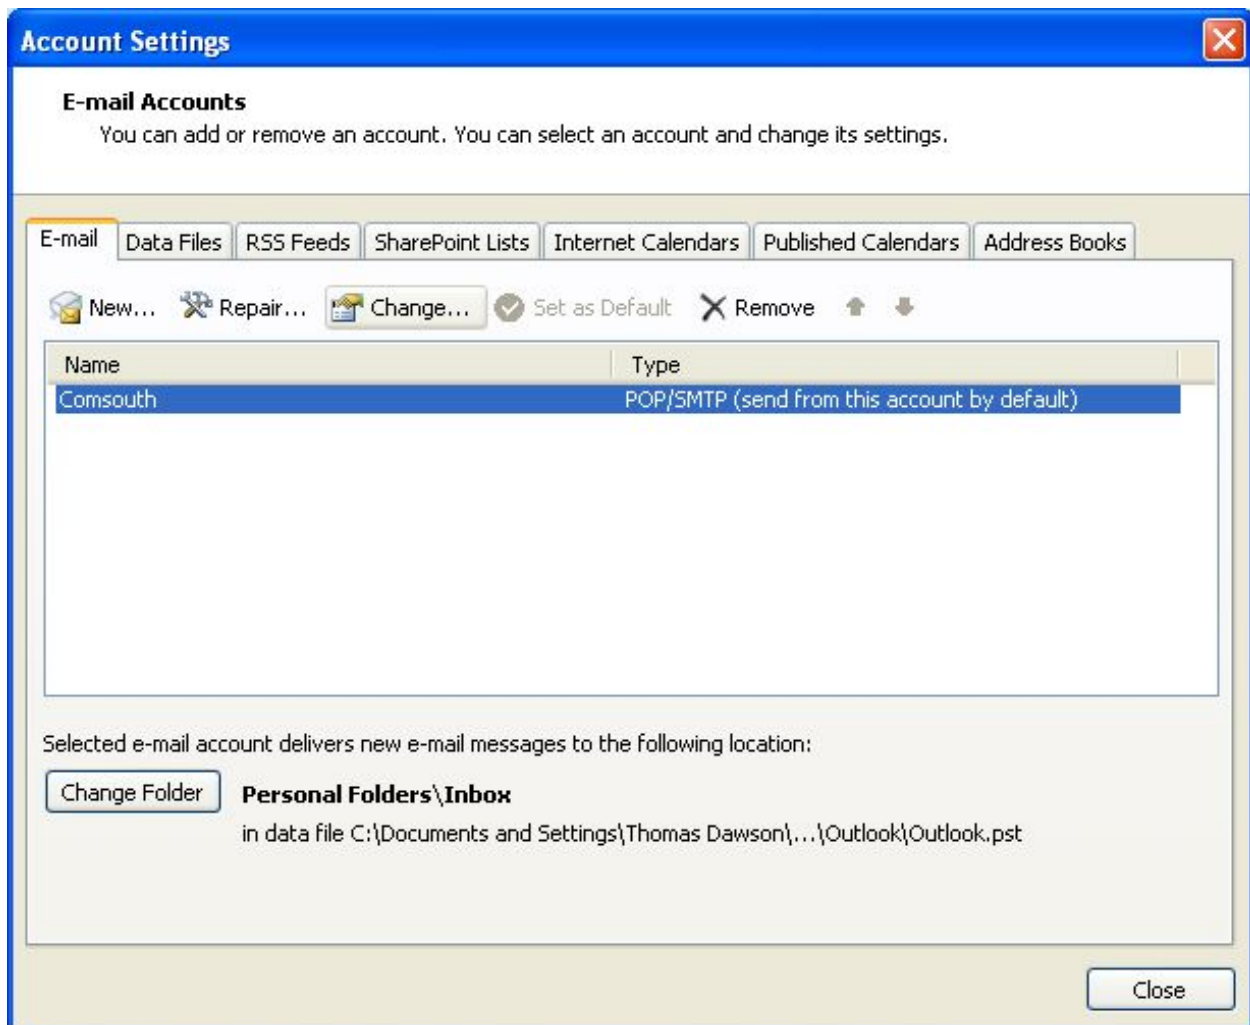 Account Settings
E-mail Accounts
You can add or remove an account. You can select an account and change its settings.
E-mail Data Files RSS Feeds SharePoint Lists Internet Calendars Published Calendars Address Books
New... Repair... Change... Set as Default Remove
Name Type
Comsouth POP/SMTP (send from this account by default)
Selected e-mail account delivers new e-mail messages to the following location:
Change Folder Personal Folders\Inbox
in data file C:\Documents and Settings\Thomas Dawson\...\Outlook\Outlook.pst
Close